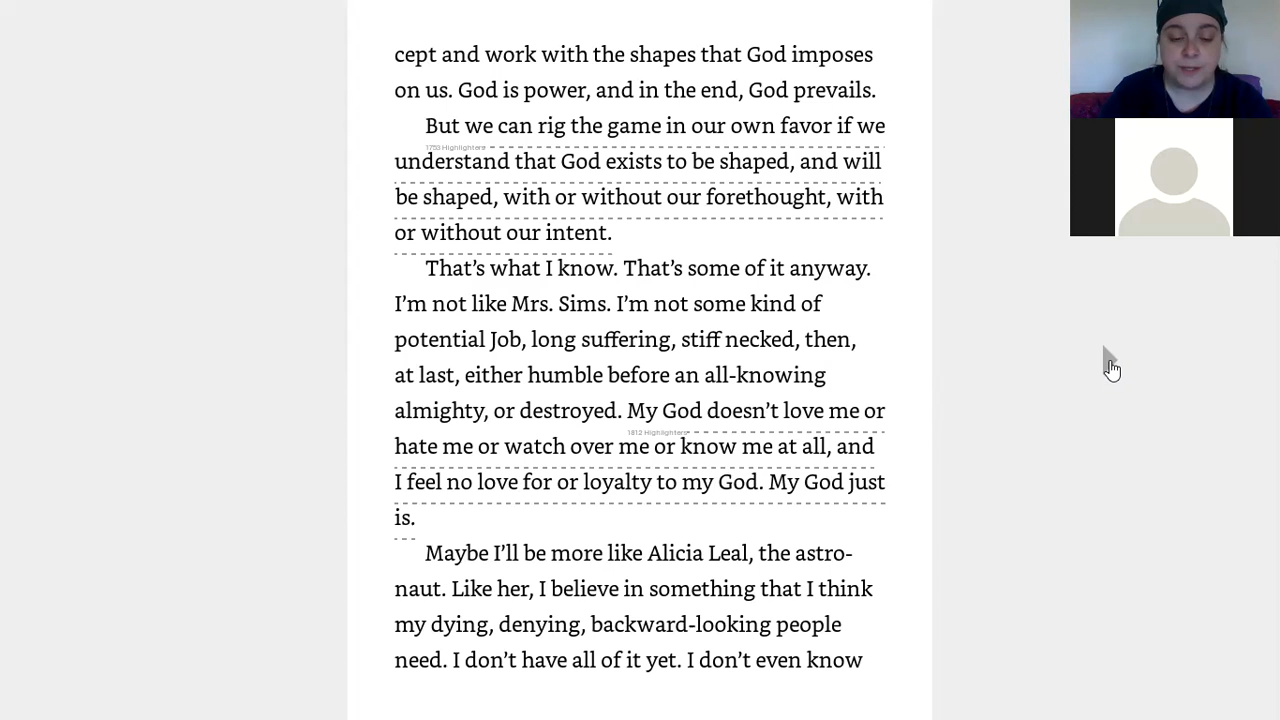 cept and work with the shapes that God imposes
on us. God is power, and in the end, God prevails.
But we can rig the game in our own favor if we
1753 Highlighters
understand that God exists to be shaped, and will
be shaped, with or without our forethought, with
or without our intent.
That’s what I know. That’s some of it anyway.
I’m not like Mrs. Sims. I’m not some kind of
potential Job, long suffering, stiff necked, then,
at last, either humble before an all-knowing
almighty, or destroyed. My God doesn’t love me or
1812 Highlighters
hate me or watch over me or know me at all, and
I feel no love for or loyalty to my God. My God just
is.
Maybe I’ll be more like Alicia Leal, the astro-
naut. Like her, I believe in something that I think
my dying, denying, backward-looking people
need. I don’t have all of it yet. I don’t even know